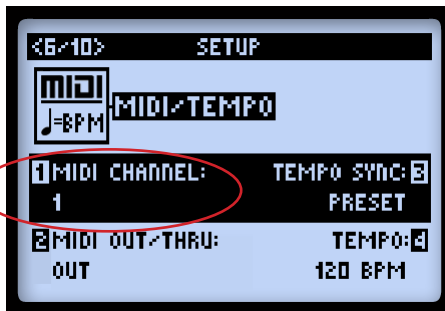 <6/10> SETUP
MIDI
♩=BPM
MIDI/TEMPO
1 MIDI CHANNEL: TEMPO SYNC: 3
1 PRESET
2 MIDI OUT/THRU: TEMPO: 4
OUT 120 BPM